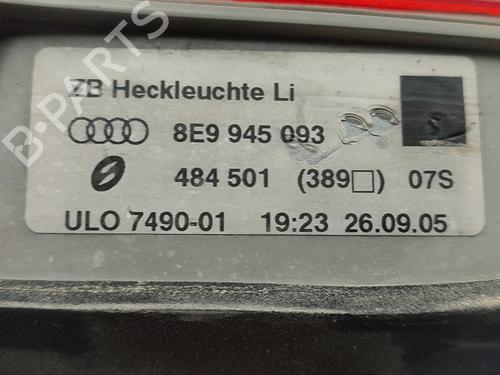 ZB Heckleuchte Li
8E9 945 093
484 501 (389□) 07S
ULO 7490-01 19:23 26.09.05
B-PARTS